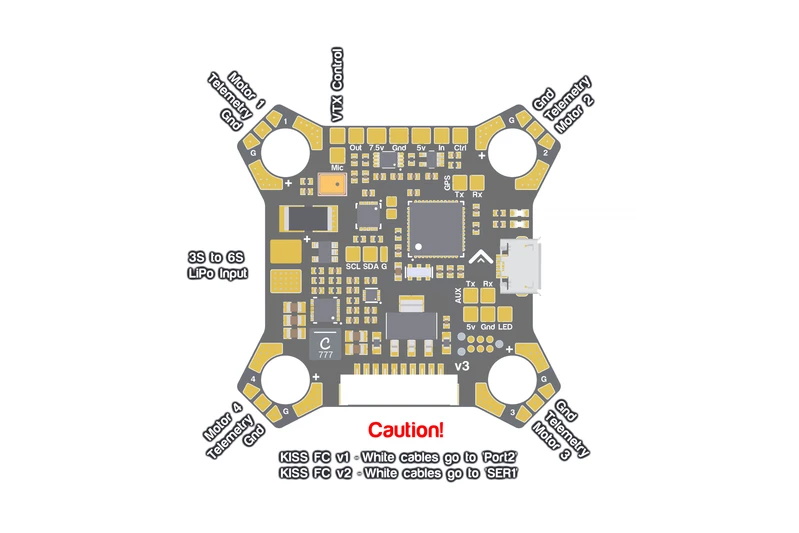 VTX Control
Motor 1
Telemetry
Gnd
1
G
Gnd
Telemetry
Motor 2
G
2
Out 7.5v Gnd 5v In Ctrl
Mic
GPS
Tx Rx
+
+
+
3S to 6S
LiPo Input
SCL SDA G
AUX
Tx Rx
5v Gnd LED
C
777
v3
+
+
4
G
G
3
Motor 4
Telemetry
Gnd
Gnd
Telemetry
Motor 3
Caution!
KISS FC v1 - White cables go to 'Port2'
KISS FC v2 - White cables go to 'SER1'